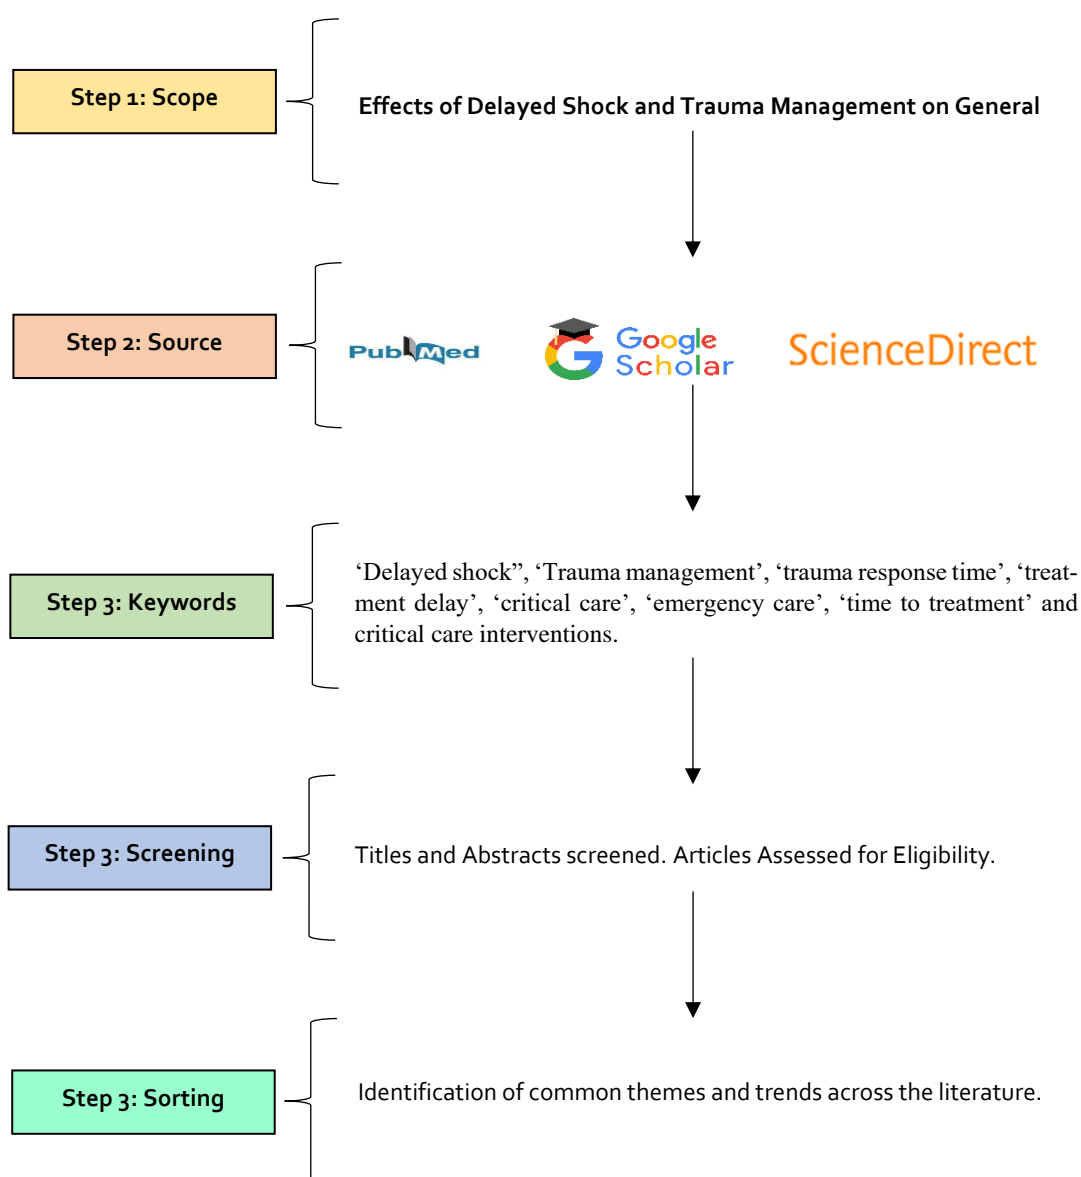 Step 1: Scope
Effects of Delayed Shock and Trauma Management on General
Step 2: Source
PubMed
Google
Scholar
ScienceDirect
Step 3: Keywords
‘Delayed shock”, ‘Trauma management’, ‘trauma response time’, ‘treat-
ment delay’, ‘critical care’, ‘emergency care’, ‘time to treatment’ and
critical care interventions.
Step 3: Screening
Titles and Abstracts screened. Articles Assessed for Eligibility.
Step 3: Sorting
Identification of common themes and trends across the literature.